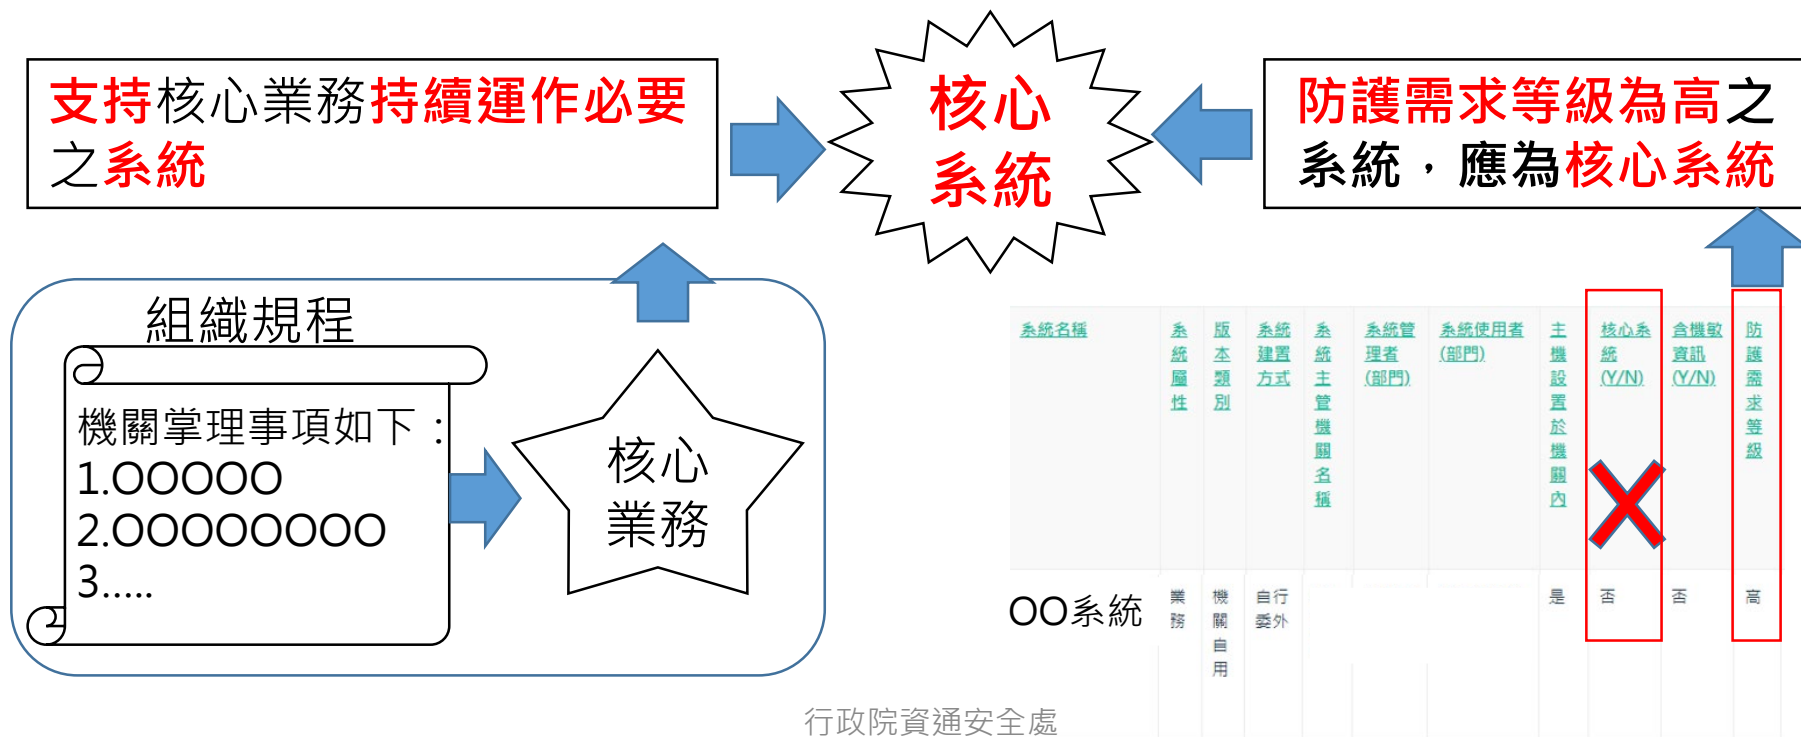 支持核心業務持續運作必要
之系統
核心
系統
防護需求等級為高之
系統，應為核心系統
組織規程
機關掌理事項如下：
1.OOOOO
2.OOOOOOOO
3.....
核心
業務
系統名稱
系統屬性
版本類別
系統建置方式
系統主管機關名稱
系統管理者(部門)
系統使用者(部門)
主機設置於機關內
核心系統(Y/N)
含機敏資訊(Y/N)
防護需求等級
OO系統
業務
機關自用
自行委外
是
否
否
高
行政院資通安全處